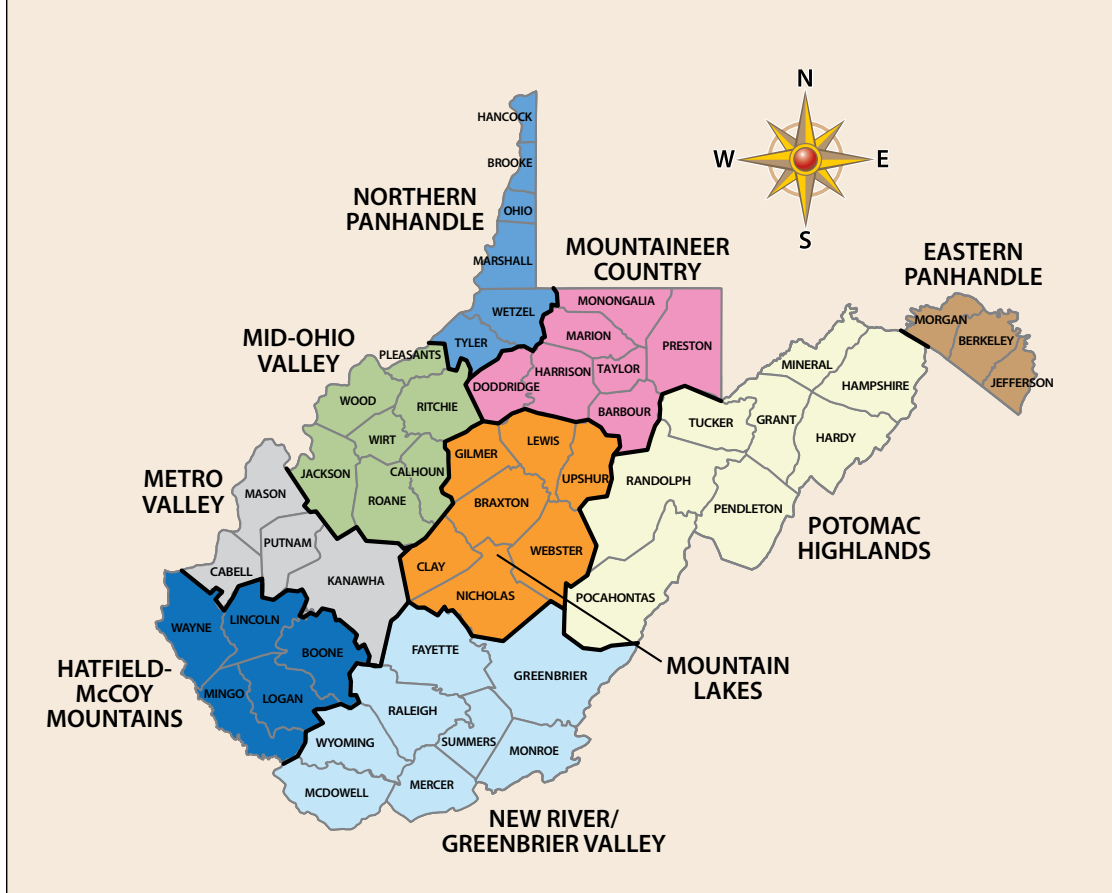 N
HANCOCK
W
E
BROOKE
NORTHERN
PANHANDLE
OHIO
S
MOUNTAINEER
COUNTRY
EASTERN
PANHANDLE
MARSHALL
MONONGALIA
WETZEL
MORGAN
MID-OHIO
VALLEY
MARION
BERKELEY
TYLER
PRESTON
PLEASANTS
MINERAL
HARRISON
TAYLOR
JEFFERSON
DODDRIDGE
HAMPSHIRE
WOOD
RITCHIE
BARBOUR
TUCKER
GRANT
WIRT
LEWIS
HARDY
GILMER
METRO
VALLEY
JACKSON
CALHOUN
UPSHUR
RANDOLPH
MASON
ROANE
BRAXTON
PENDLETON
POTOMAC
HIGHLANDS
PUTNAM
WEBSTER
CLAY
CABELL
KANAWHA
NICHOLAS
POCAHONTAS
LINCOLN
WAYNE
BOONE
FAYETTE
HATFIELD-
McCOY
MOUNTAINS
GREENBRIER
MOUNTAIN
LAKES
MINGO
LOGAN
RALEIGH
WYOMING
SUMMERS
MONROE
MERCER
MCDOWELL
NEW RIVER/
GREENBRIER VALLEY